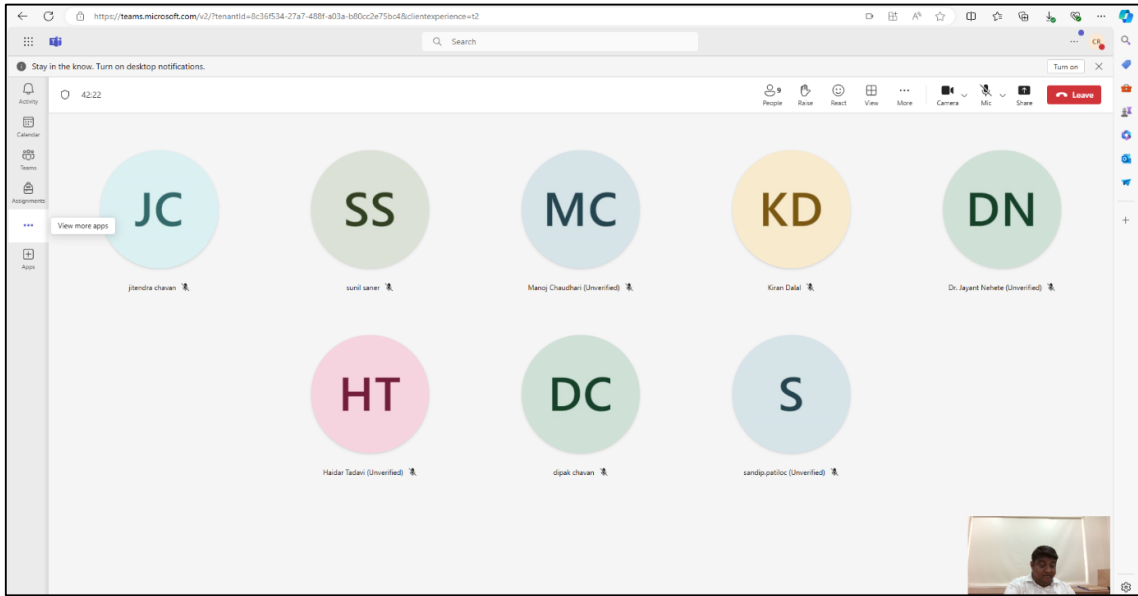 https://teams.microsoft.com/v2/?tenantId=8c36f534-27a7-488f-a03a-b80cc2e75bc4&clientexperience=t2
Search
CR
Stay in the know. Turn on desktop notifications.
Turn on
Activity
42:22
9
People
Raise
React
View
More
Camera
Mic
Share
Leave
Calendar
Teams
Assignments
View more apps
Apps
JC
SS
MC
KD
DN
jitendra chavan
sunil saner
Manoj Chaudhari (Unverified)
Kiran Dalal
Dr. Jayant Nehete (Unverified)
HT
DC
S
Haidar Tadavi (Unverified)
dipak chavan
sandip.patiloc (Unverified)